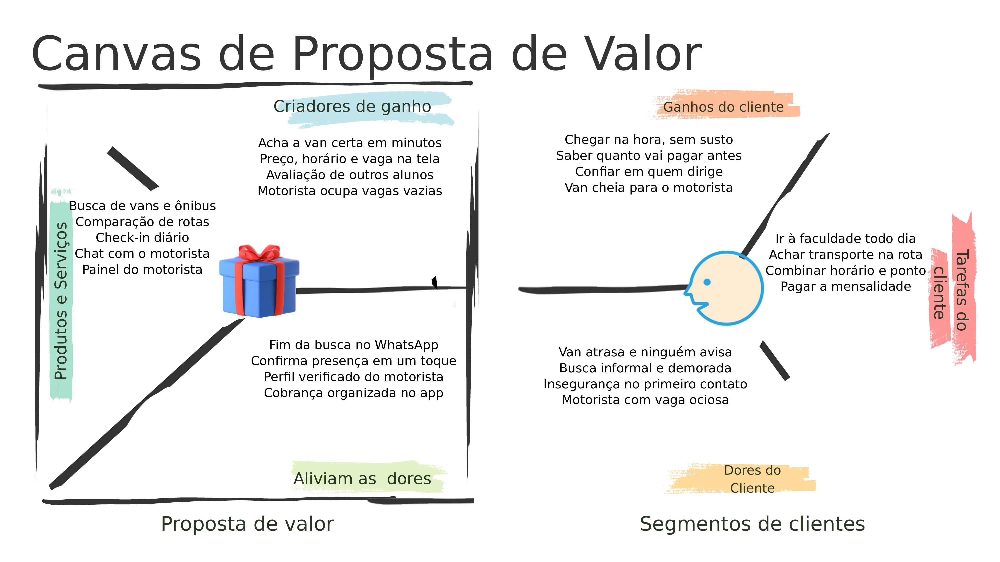 Canvas de Proposta de Valor
Criadores de ganho
Acha a van certa em minutos
Preço, horário e vaga na tela
Avaliação de outros alunos
Motorista ocupa vagas vazias
Produtos e Serviços
Busca de vans e ônibus
Comparação de rotas
Check-in diário
Chat com o motorista
Painel do motorista
Fim da busca no WhatsApp
Confirma presença em um toque
Perfil verificado do motorista
Cobrança organizada no app
Aliviam as  dores
Proposta de valor
Ganhos do cliente
Chegar na hora, sem susto
Saber quanto vai pagar antes
Confiar em quem dirige
Van cheia para o motorista
Ir à faculdade todo dia
Achar transporte na rota
Combinar horário e ponto
Pagar a mensalidade
Tarefas do
cliente
Van atrasa e ninguém avisa
Busca informal e demorada
Insegurança no primeiro contato
Motorista com vaga ociosa
Dores do
Cliente
Segmentos de clientes